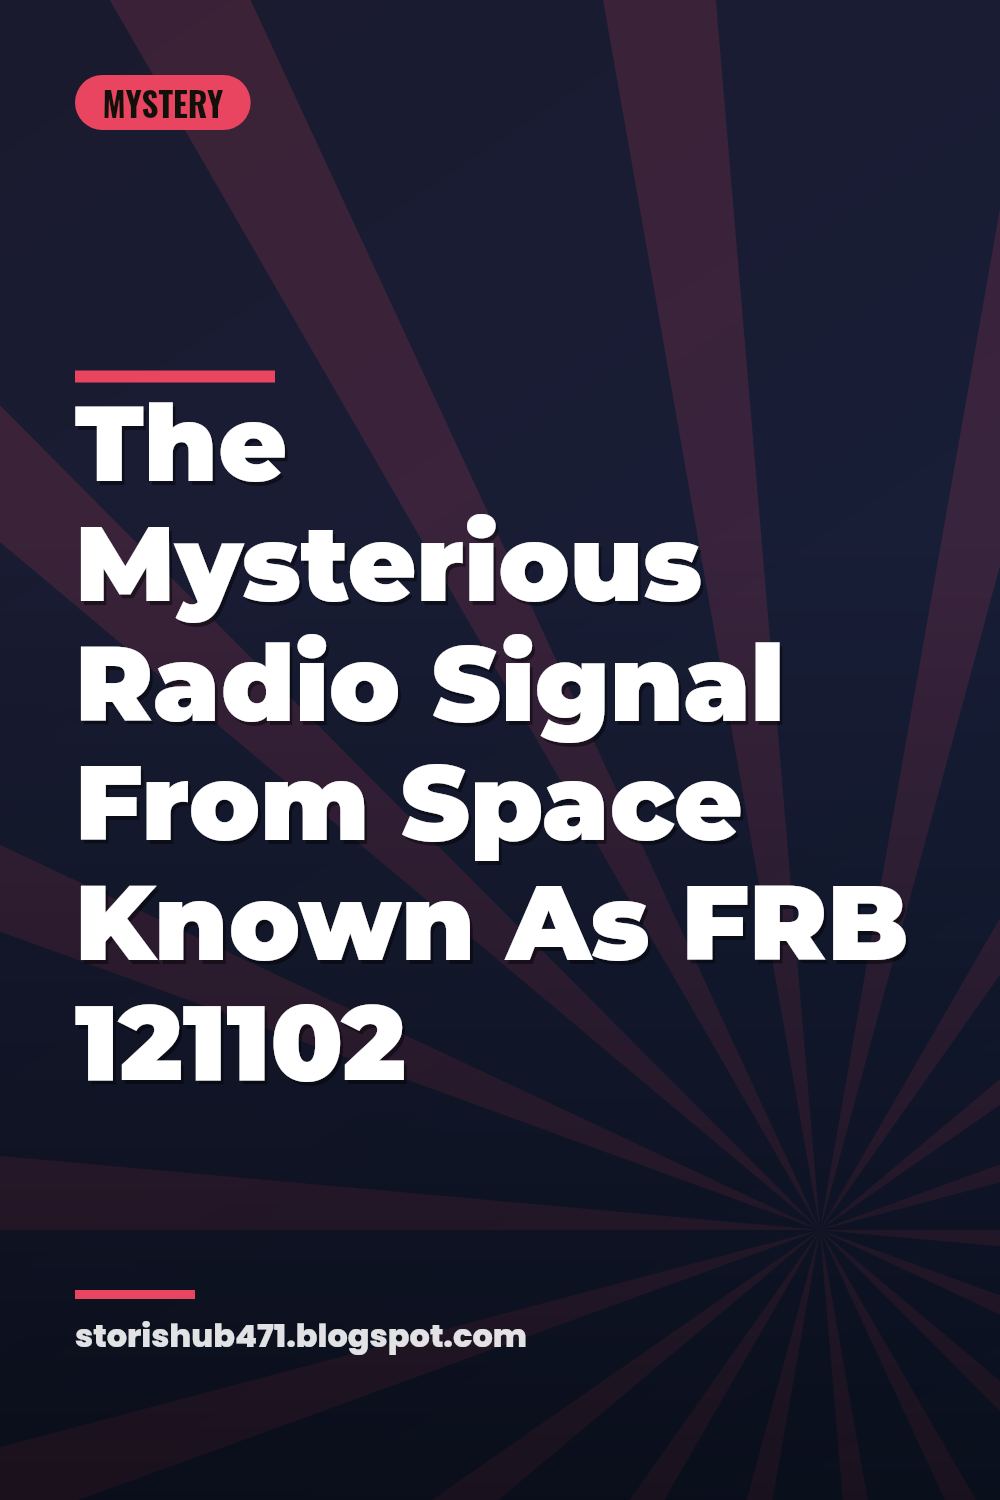 MYSTERY
The
Mysterious
Radio Signal
From Space
Known As FRB
121102
storishub471.blogspot.com